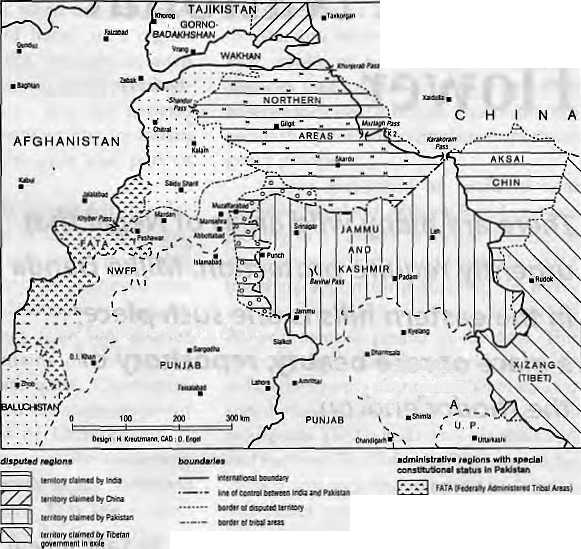 TAJIKISTAN
Khorog
GORNO-
BADAKHSHAN
Taxkorgan
Faizabad
Qunduz
Vrang
WAKHAN
Khunjerab Pass
Zebak
Baghlan
Shandur
Pass
NORTHERN
AREAS
Gilgit
Muztagh Pass
K2
Xaidulla
CHINA
Karakoram
Pass
Chitral
Kalam
AFGHANISTAN
Skardu
AKSAI
CHIN
Kabul
Jalalabad
Saidu Sharif
Muzaffarabad
Khyber Pass
Mardan
Mansehra
Peshawar
Abbottabad
Srinagar
JAMMU
AND
KASHMIR
Leh
FATA
Islamabad
Punch
NWFP
Banihal Pass
Padam
Rudok
Jammu
Sialkot
Kyelang
D.I. Khan
Sargodha
Dharmsala
PUNJAB
XIZANG
(TIBET)
Zhob
Faisalabad
Lahore
Amritsar
BALUCHISTAN
0 100 200 300 km
Design : H. Kreutzmann, CAD : D. Engel
PUNJAB
Shimla
U. P.
Chandigarh
Uttarkashi
disputed regions
territory claimed by India
territory claimed by China
territory claimed by Pakistan
territory claimed by Tibetan
government in exile
boundaries
international boundary
line of control between India and Pakistan
border of disputed territory
border of tribal areas
administrative regions with special
constitutional status in Pakistan
FATA (Federally Administered Tribal Areas)